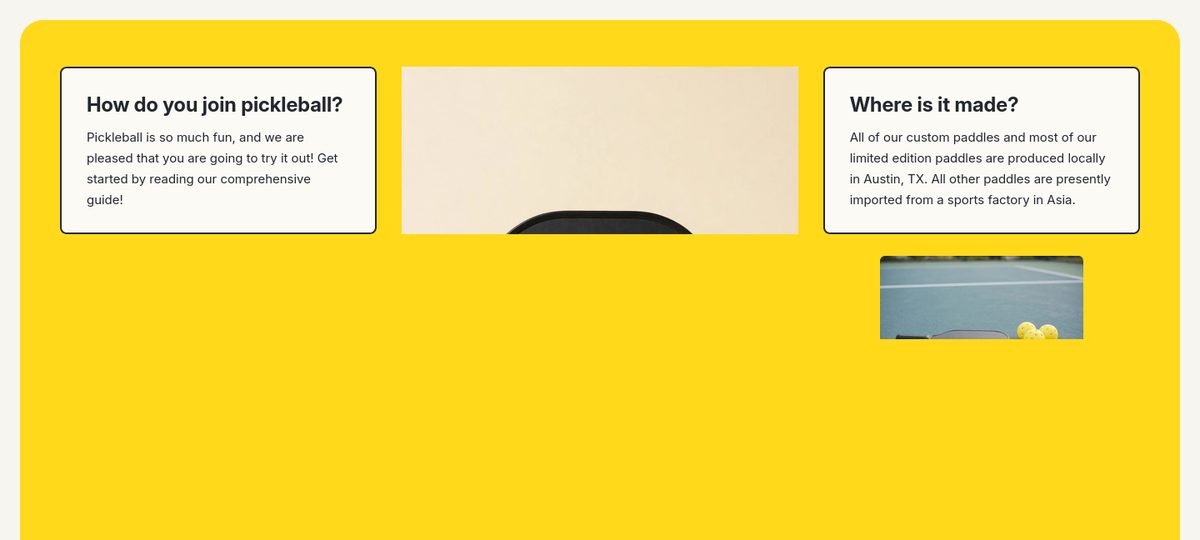 How do you join pickleball?
Pickleball is so much fun, and we are
pleased that you are going to try it out! Get
started by reading our comprehensive
guide!
Where is it made?
All of our custom paddles and most of our
limited edition paddles are produced locally
in Austin, TX. All other paddles are presently
imported from a sports factory in Asia.